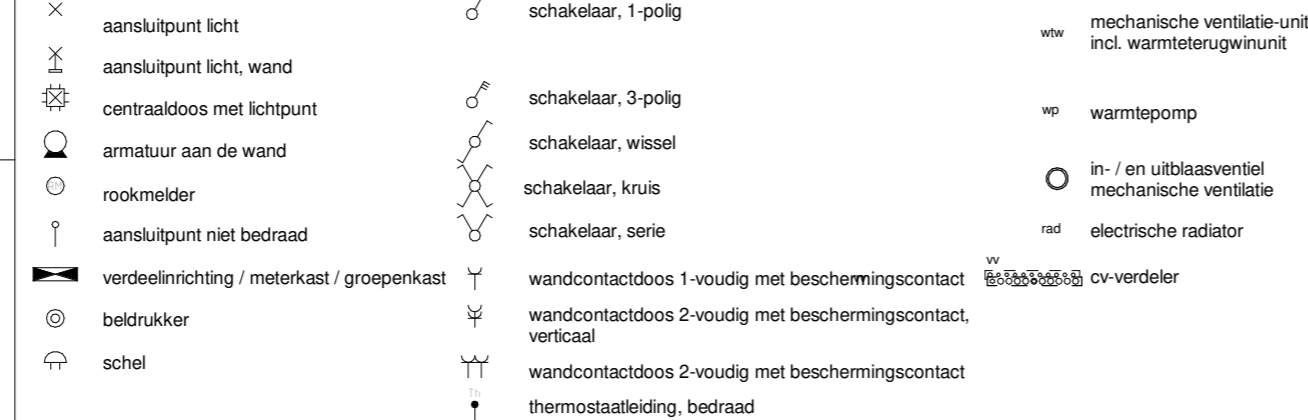 aansluitpunt licht
aansluitpunt licht, wand
centraaldoos met lichtpunt
armatuur aan de wand
RM
rookmelder
aansluitpunt niet bedraad
verdeelinrichting / meterkast / groepenkast
beldrukker
schel
schakelaar, 1-polig
schakelaar, 3-polig
schakelaar, wissel
schakelaar, kruis
schakelaar, serie
wandcontactdoos 1-voudig met beschermingscontact
wandcontactdoos 2-voudig met beschermingscontact,
verticaal
wandcontactdoos 2-voudig met beschermingscontact
Th
thermostaatleiding, bedraad
wtw
mechanische ventilatie-unit
incl. warmteterugwinunit
wp
warmtepomp
in- / en uitblaasventiel
mechanische ventilatie
rad
electrische radiator
vv
cv-verdeler